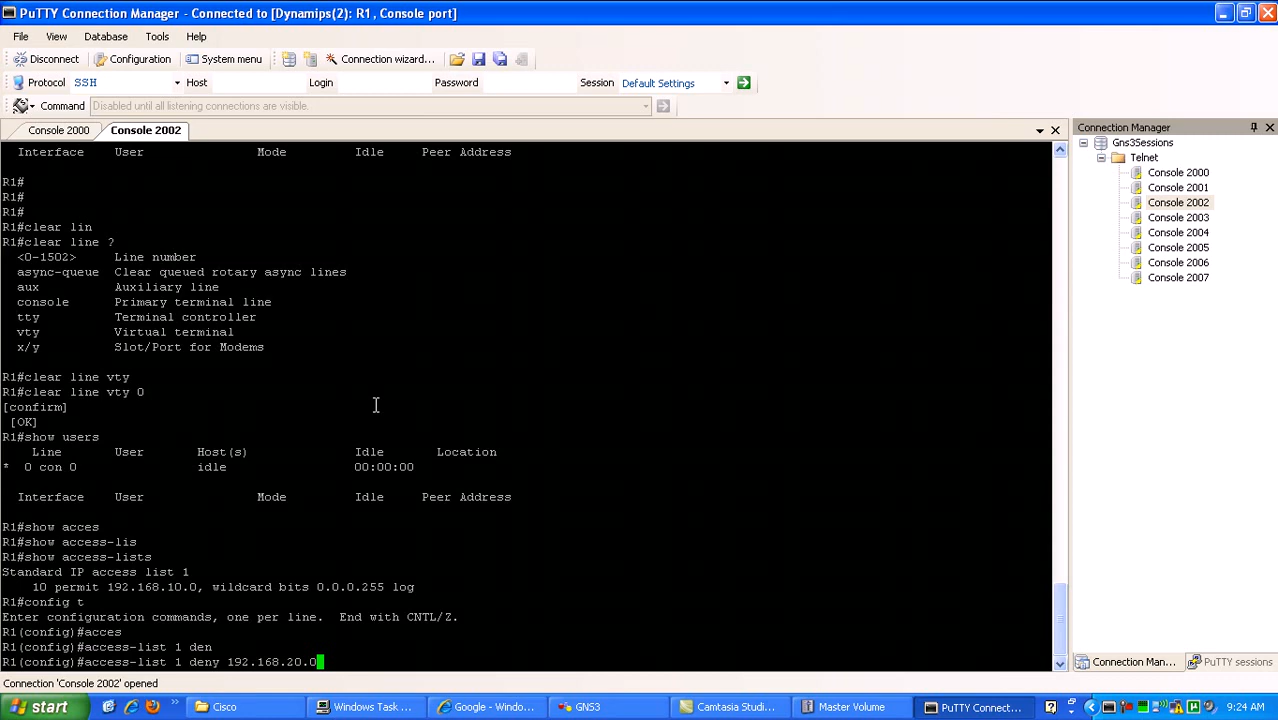 PuTTY Connection Manager - Connected to [Dynamips(2): R1, Console port]
File View Database Tools Help
Disconnect Configuration System menu Connection wizard...
Protocol SSH Host Login Password Session Default Settings
Command Disabled until all listening connections are visible.
Console 2000 Console 2002
Interface    User    Mode    Idle    Peer Address
R1#
R1#
R1#
R1#clear lin
R1#clear line ?
<0-1502>     Line number
async-queue  Clear queued rotary async lines
aux          Auxiliary line
console      Primary terminal line
tty          Terminal controller
vty          Virtual terminal
x/y          Slot/Port for Modems
R1#clear line vty
R1#clear line vty 0
[confirm]
[OK]
R1#show users
Line    User    Host(s)    Idle    Location
* 0 con 0    idle    00:00:00
Interface    User    Mode    Idle    Peer Address
R1#show acces
R1#show access-lis
R1#show access-lists
Standard IP access list 1
10 permit 192.168.10.0, wildcard bits 0.0.0.255 log
R1#config t
Enter configuration commands, one per line.  End with CNTL/Z.
R1(config)#acces
R1(config)#access-list 1 den
R1(config)#access-list 1 deny 192.168.20.0
Connection Manager
Gns3Sessions
Telnet
Console 2000
Console 2001
Console 2002
Console 2003
Console 2004
Console 2005
Console 2006
Console 2007
Connection Man... PuTTY sessions
Connection 'Console 2002' opened
start Cisco Windows Task ... Google - Windo... GNS3 Camtasia Studi... Master Volume PuTTY Connect... 9:24 AM